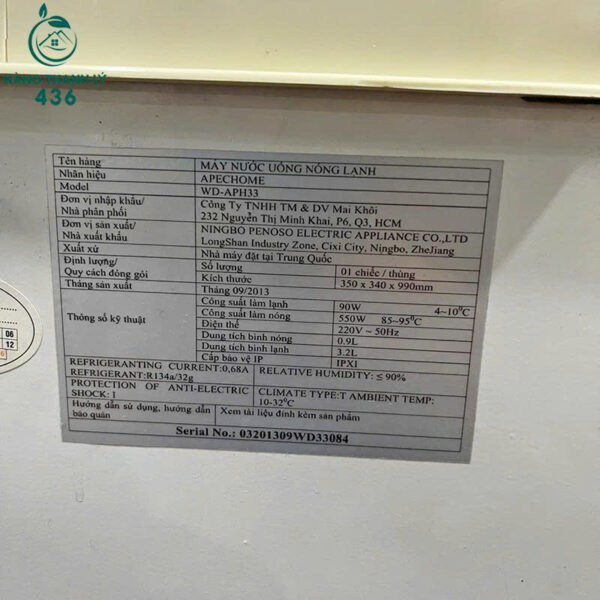 HÀNG THANH LÝ
436
Tên hàng MÁY NƯỚC UỐNG NÓNG LẠNH
Nhãn hiệu APECHOME
Model WD-APH33
Đơn vị nhập khẩu/ Nhà phân phối Công Ty TNHH TM & DV Mai Khôi
232 Nguyễn Thị Minh Khai, P6, Q3, HCM
Đơn vị sản xuất/ Nhà xuất khẩu NINGBO PENOSO ELECTRIC APPLIANCE CO.,LTD
LongShan Industry Zone, Cixi City, Ningbo, ZheJiang
Xuất xứ Nhà máy đặt tại Trung Quốc
Định lượng/ Số lượng 01 chiếc / thùng
Quy cách đóng gói Kích thước 350 x 340 x 990mm
Tháng sản xuất Tháng 09/2013
Thông số kỹ thuật Công suất làm lạnh 90W 4~10℃
Công suất làm nóng 550W 85~95℃
Điện thế 220V ~ 50Hz
Dung tích bình nóng 0.9L
Dung tích bình lạnh 3.2L
Cấp bảo vệ IP IPX1
REFRIGERANTING CURRENT:0,68A RELATIVE HUMIDITY: ≤ 90%
REFRIGERANT:R134a/32g
PROTECTION OF ANTI-ELECTRIC SHOCK: I CLIMATE TYPE:T AMBIENT TEMP: 10-32⁰C
Hướng dẫn sử dụng, hướng dẫn bảo quản Xem tài liệu đính kèm sản phẩm
Serial No.: 03201309WD33084
06
12